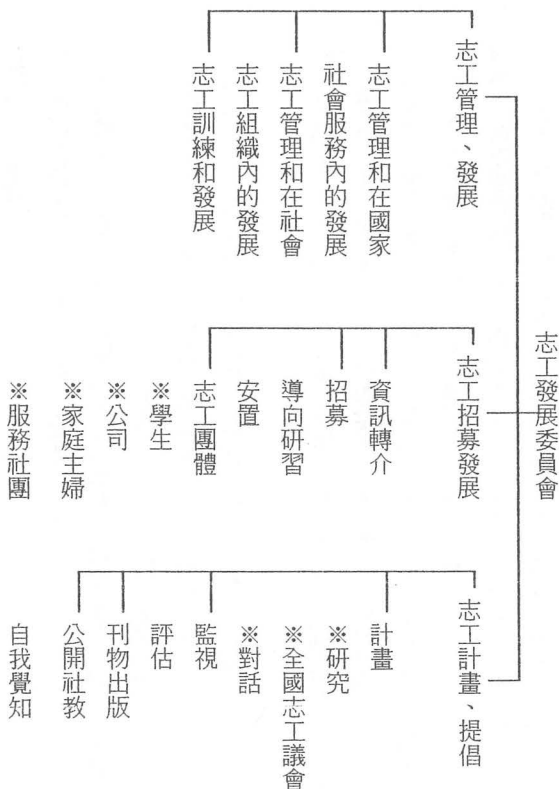 志工發展委員會
志工管理、發展
志工管理和在國家
社會服務內的發展
志工管理和在社會
志工組織內的發展
志工訓練和發展
志工招募發展
資訊轉介
招募
導向研習
安置
志工團體
※學生
※公司
※家庭主婦
※服務社團
志工計畫、提倡
計畫
※研究
※全國志工議會
※對話
監視
評估
刊物出版
公開社教
自我覺知